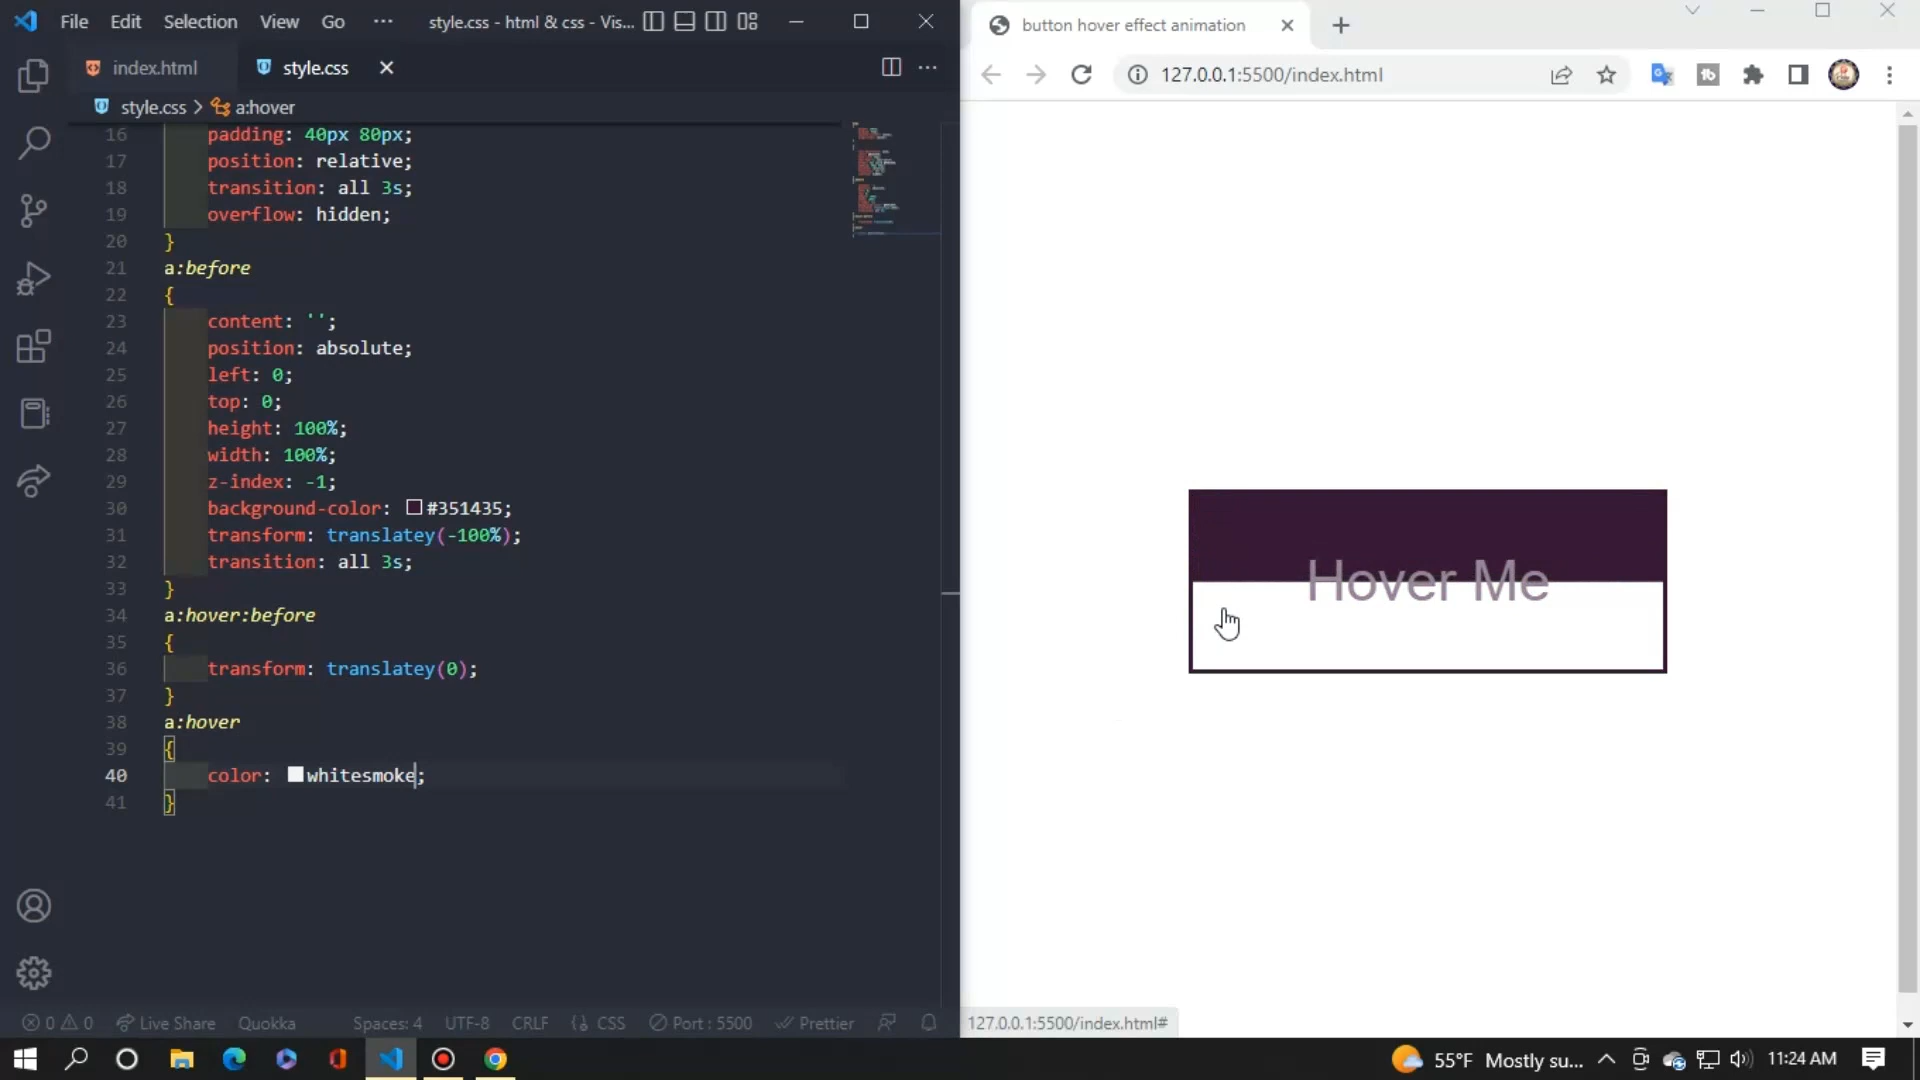 File Edit Selection View Go ··· style.css - html & css - Vis...
index.html style.css
style.css > a:hover
16 padding: 40px 80px;
17 position: relative;
18 transition: all 3s;
19 overflow: hidden;
20 }
21 a:before
22 {
23 content: '';
24 position: absolute;
25 left: 0;
26 top: 0;
27 height: 100%;
28 width: 100%;
29 z-index: -1;
30 background-color: #351435;
31 transform: translatey(-100%);
32 transition: all 3s;
33 }
34 a:hover:before
35 {
36 transform: translatey(0);
37 }
38 a:hover
39 {
40 color: whitesmoke;
41 }
0 0 Live Share Quokka Spaces: 4 UTF-8 CRLF {} CSS Port : 5500 Prettier
button hover effect animation
127.0.0.1:5500/index.html
Hover Me
127.0.0.1:5500/index.html#
55°F Mostly su... 11:24 AM